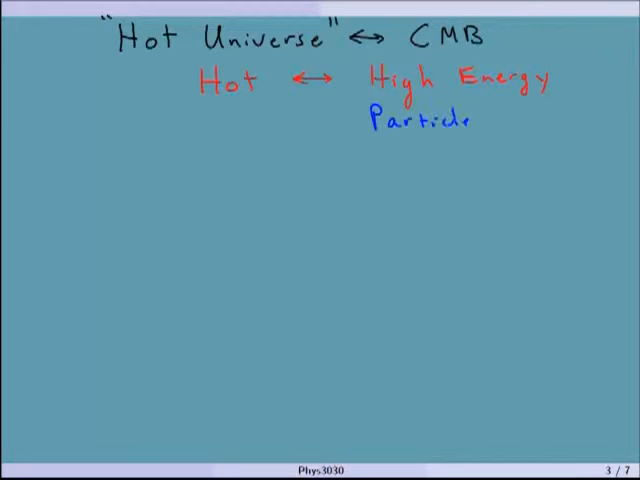 "Hot Universe" ↔ CMB
Hot ↔ High Energy
Particle
Phys3030
3 / 7